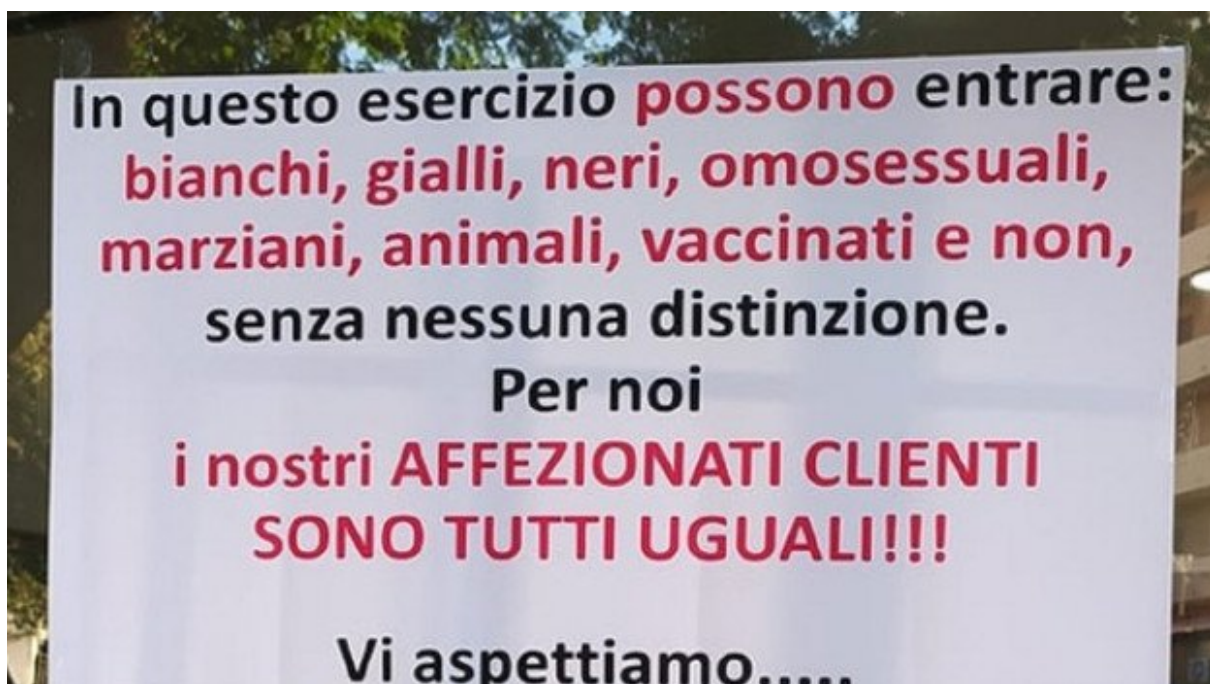 In questo esercizio possono entrare:
bianchi, gialli, neri, omosessuali,
marziani, animali, vaccinati e non,
senza nessuna distinzione.
Per noi
i nostri AFFEZIONATI CLIENTI
SONO TUTTI UGUALI!!!
Vi aspettiamo.....